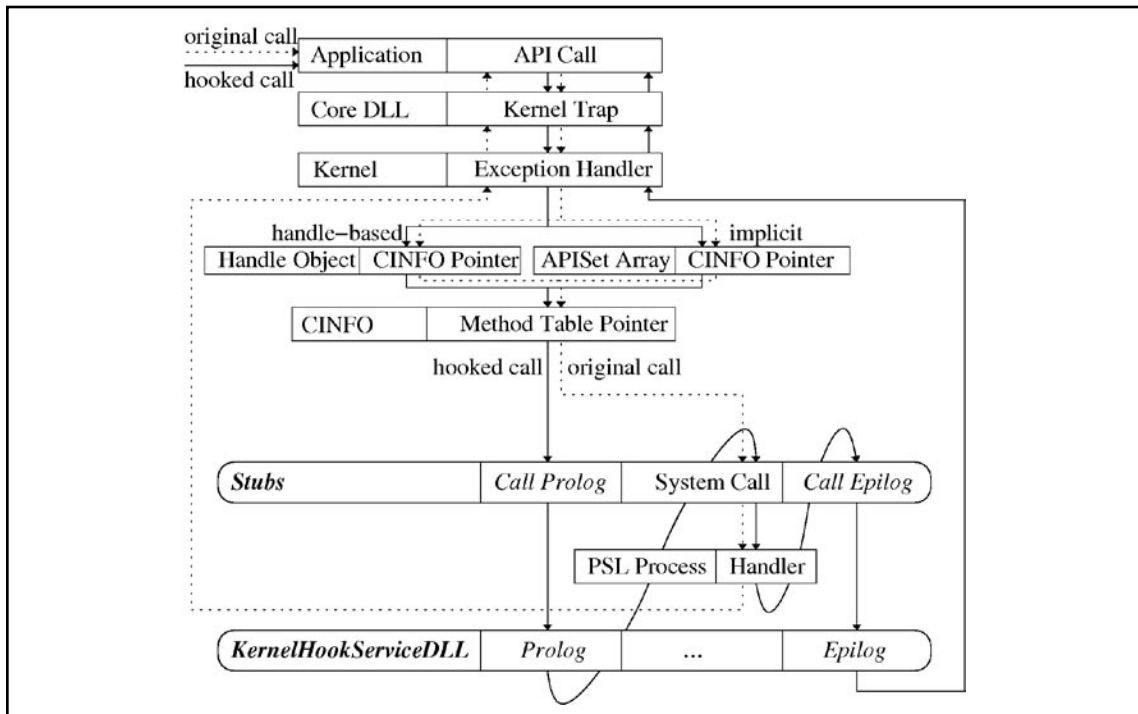 original call
hooked call
Application API Call
Core DLL Kernel Trap
Kernel Exception Handler
handle-based implicit
Handle Object CINFO Pointer APISet Array CINFO Pointer
CINFO Method Table Pointer
hooked call original call
Stubs Call Prolog System Call Call Epilog
PSL Process Handler
KernelHookServiceDLL Prolog ... Epilog